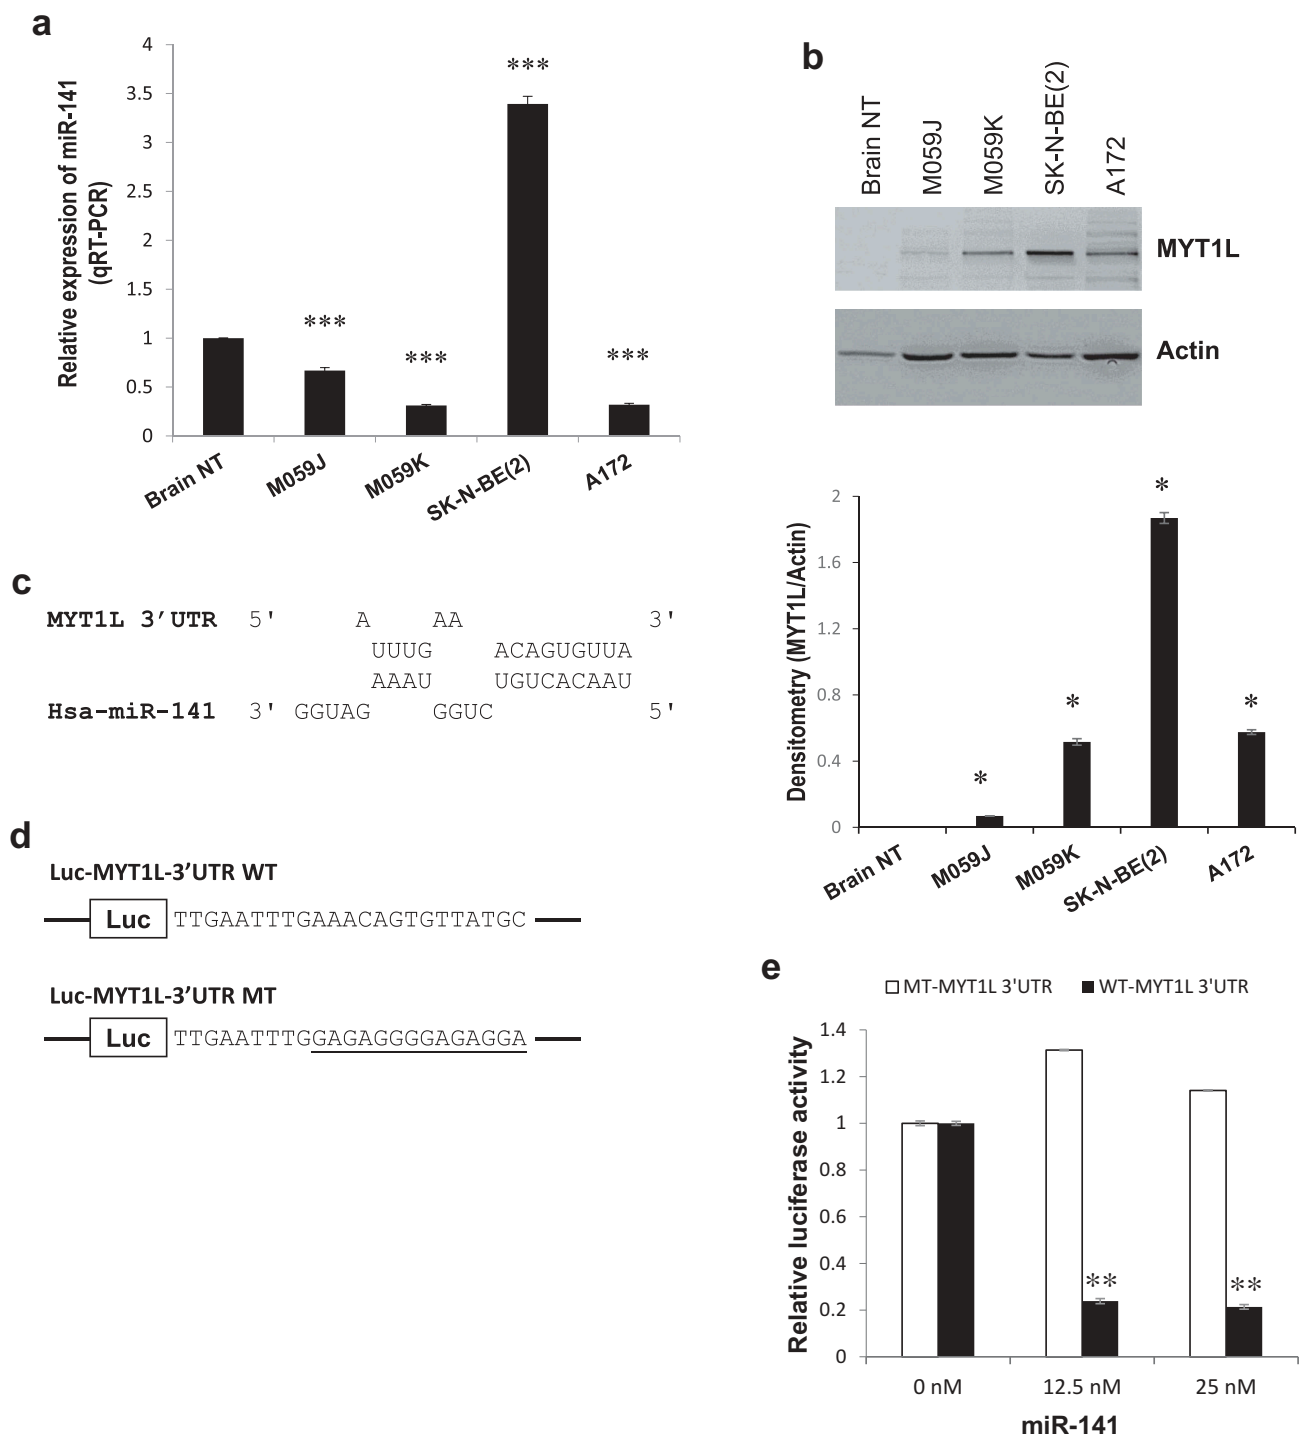 a
Relative expression of miR-141
(qRT-PCR)
4
3.5
3
2.5
2
1.5
1
0.5
0
***
***
***
***
Brain NT
M059J
M059K
SK-N-BE(2)
A172
b
Brain NT
M059J
M059K
SK-N-BE(2)
A172
MYT1L
Actin
Densitometry (MYT1L/Actin)
2
1.6
1.2
0.8
0.4
0
*
*
*
*
Brain NT
M059J
M059K
SK-N-BE(2)
A172
c
MYT1L 3'UTR 5' A AA 3'
UUUG ACAGUGUUA
AAAU UGUCACAAU
Hsa-miR-141 3' GGUAG GGUC 5'
d
Luc-MYT1L-3'UTR WT
Luc TTGAATTTGAAACAGTGTTATGC
Luc-MYT1L-3'UTR MT
Luc TTGAATTTGGAGAGGGGAGAGGA
e
MT-MYT1L 3'UTR WT-MYT1L 3'UTR
Relative luciferase activity
1.4
1.2
1
0.8
0.6
0.4
0.2
0
**
**
0 nM 12.5 nM 25 nM
miR-141